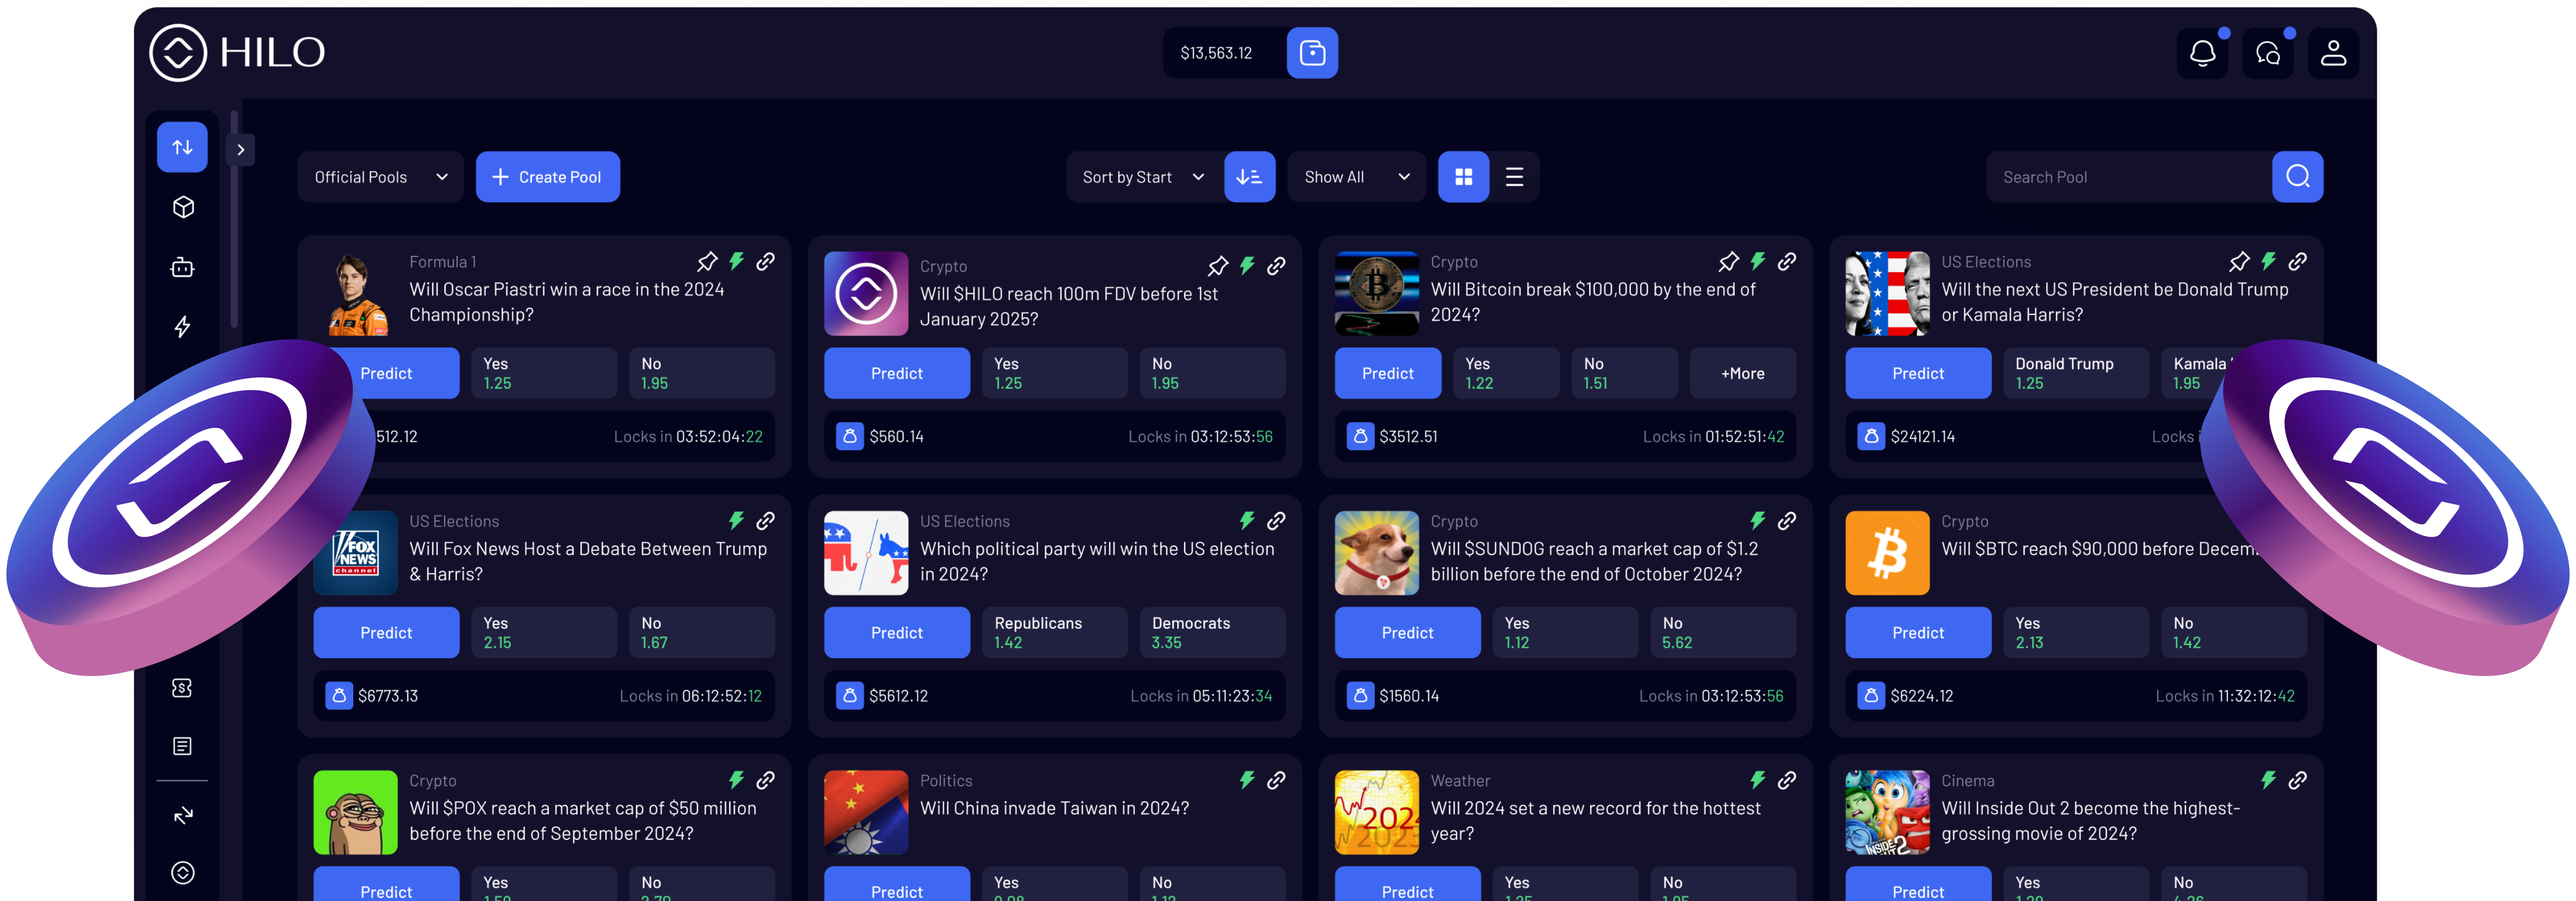 HILO
$13,563.12
Official Pools
Create Pool
Sort by Start
Show All
Search Pool
Formula 1
Will Oscar Piastri win a race in the 2024
Championship?
Predict
Yes
1.25
No
1.95
512.12
Locks in 03:52:04:22
Crypto
Will $HILO reach 100m FDV before 1st
January 2025?
Predict
Yes
1.25
No
1.95
$560.14
Locks in 03:12:53:56
Crypto
Will Bitcoin break $100,000 by the end of
2024?
Predict
Yes
1.22
No
1.51
+More
$3512.51
Locks in 01:52:51:42
US Elections
Will the next US President be Donald Trump
or Kamala Harris?
Predict
Donald Trump
1.25
Kamala
1.95
$24121.14
Locks
FOX
NEWS
channel
US Elections
Will Fox News Host a Debate Between Trump
& Harris?
Predict
Yes
2.15
No
1.67
$6773.13
Locks in 06:12:52:12
US Elections
Which political party will win the US election
in 2024?
Predict
Republicans
1.42
Democrats
3.35
$5612.12
Locks in 05:11:23:34
Crypto
Will $SUNDOG reach a market cap of $1.2
billion before the end of October 2024?
Predict
Yes
1.12
No
5.62
$1560.14
Locks in 03:12:53:56
Crypto
Will $BTC reach $90,000 before
Predict
Yes
2.13
No
1.42
$6224.12
Locks in 11:32:12:42
Crypto
Will $POX reach a market cap of $50 million
before the end of September 2024?
Predict
Yes
No
Politics
Will China invade Taiwan in 2024?
Predict
Yes
No
2024
2023
Weather
Will 2024 set a new record for the hottest
year?
Predict
Yes
No
INSIDE
OUT 2
Cinema
Will Inside Out 2 become the highest-
grossing movie of 2024?
Predict
Yes
No